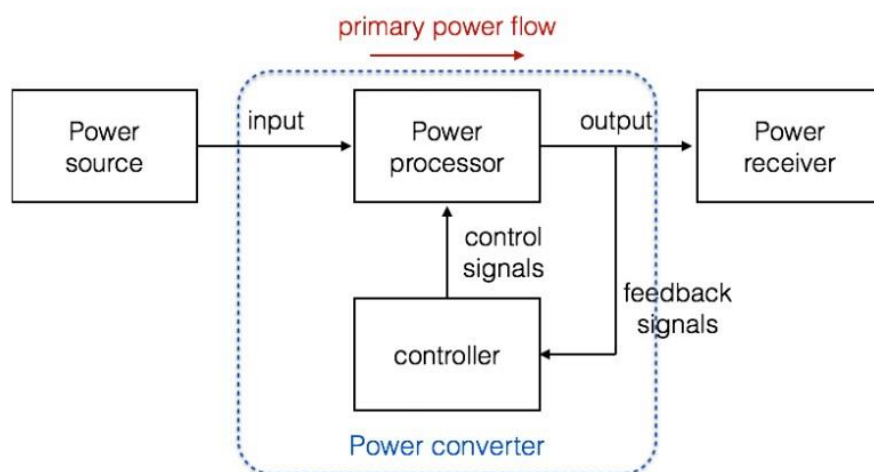 primary power flow
Power
source
input
Power
processor
output
Power
receiver
control
signals
feedback
signals
controller
Power converter